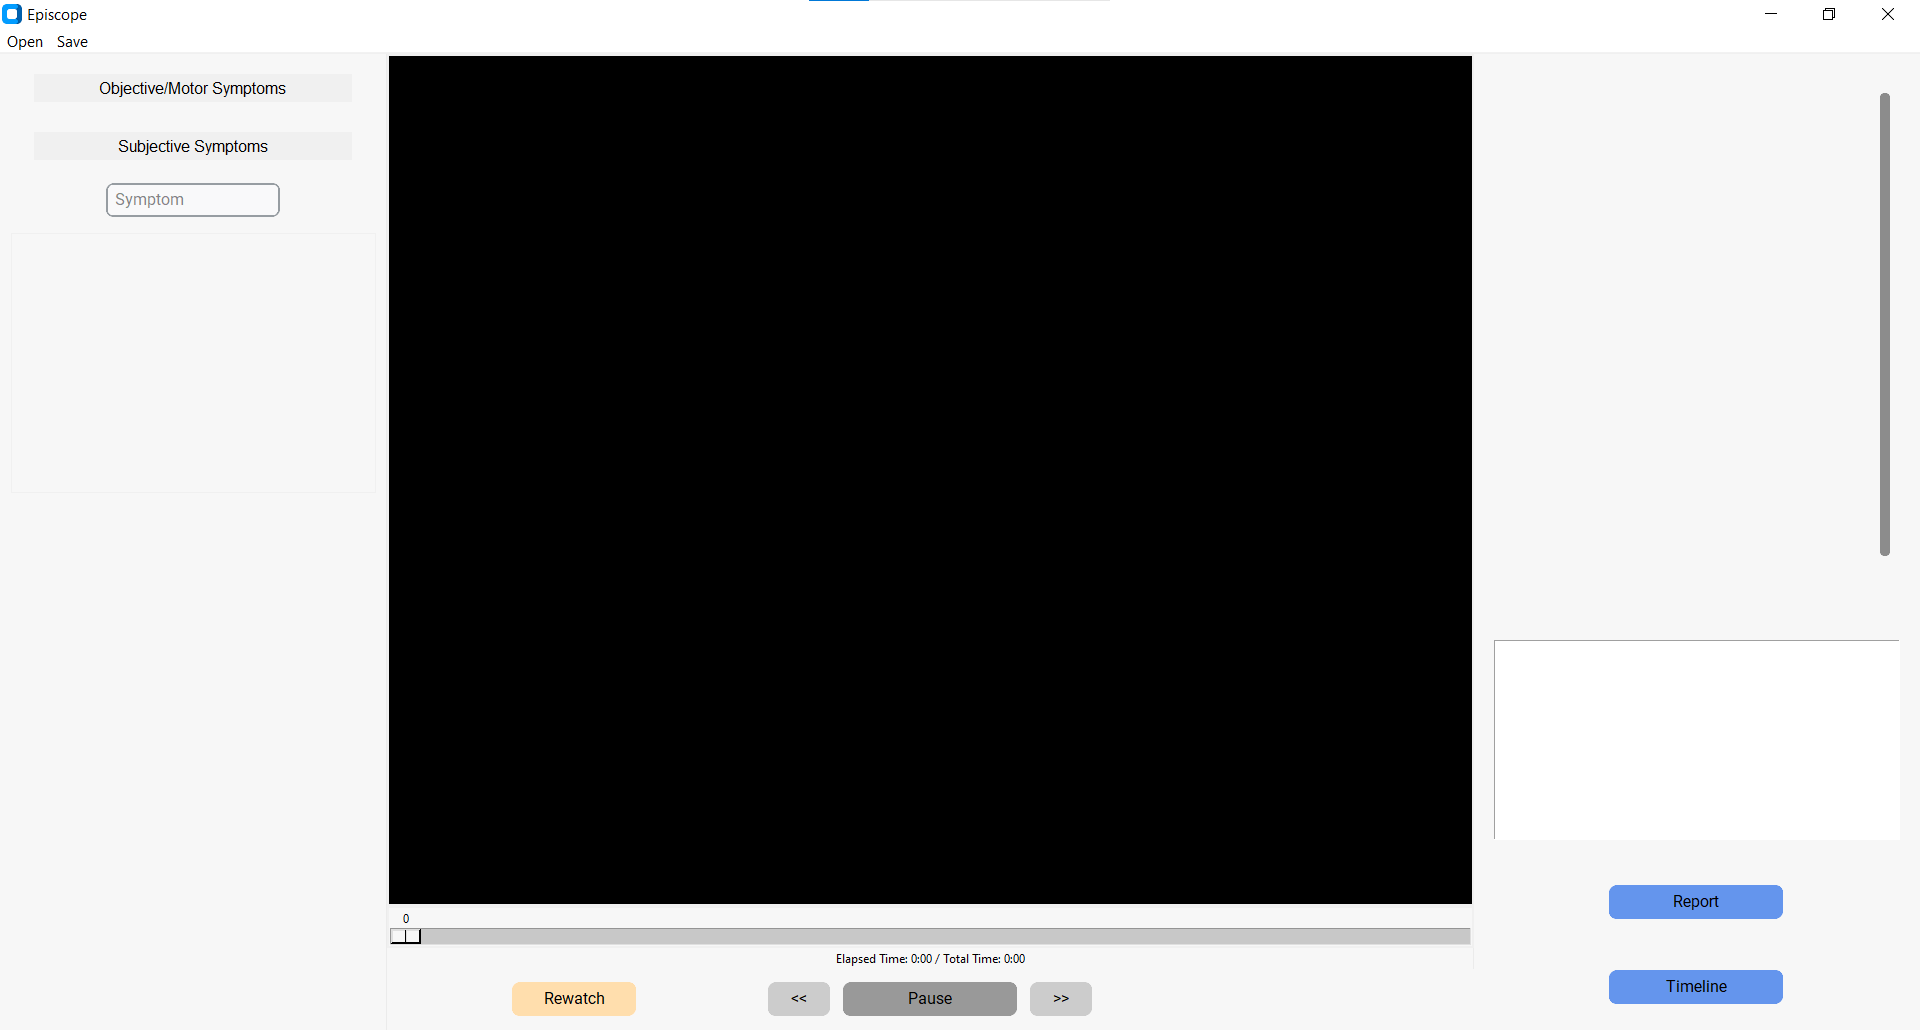 Episcope
Open Save
Objective/Motor Symptoms
Subjective Symptoms
Symptom
0
Elapsed Time: 0:00 / Total Time: 0:00
Rewatch
<<
Pause
>>
Report
Timeline